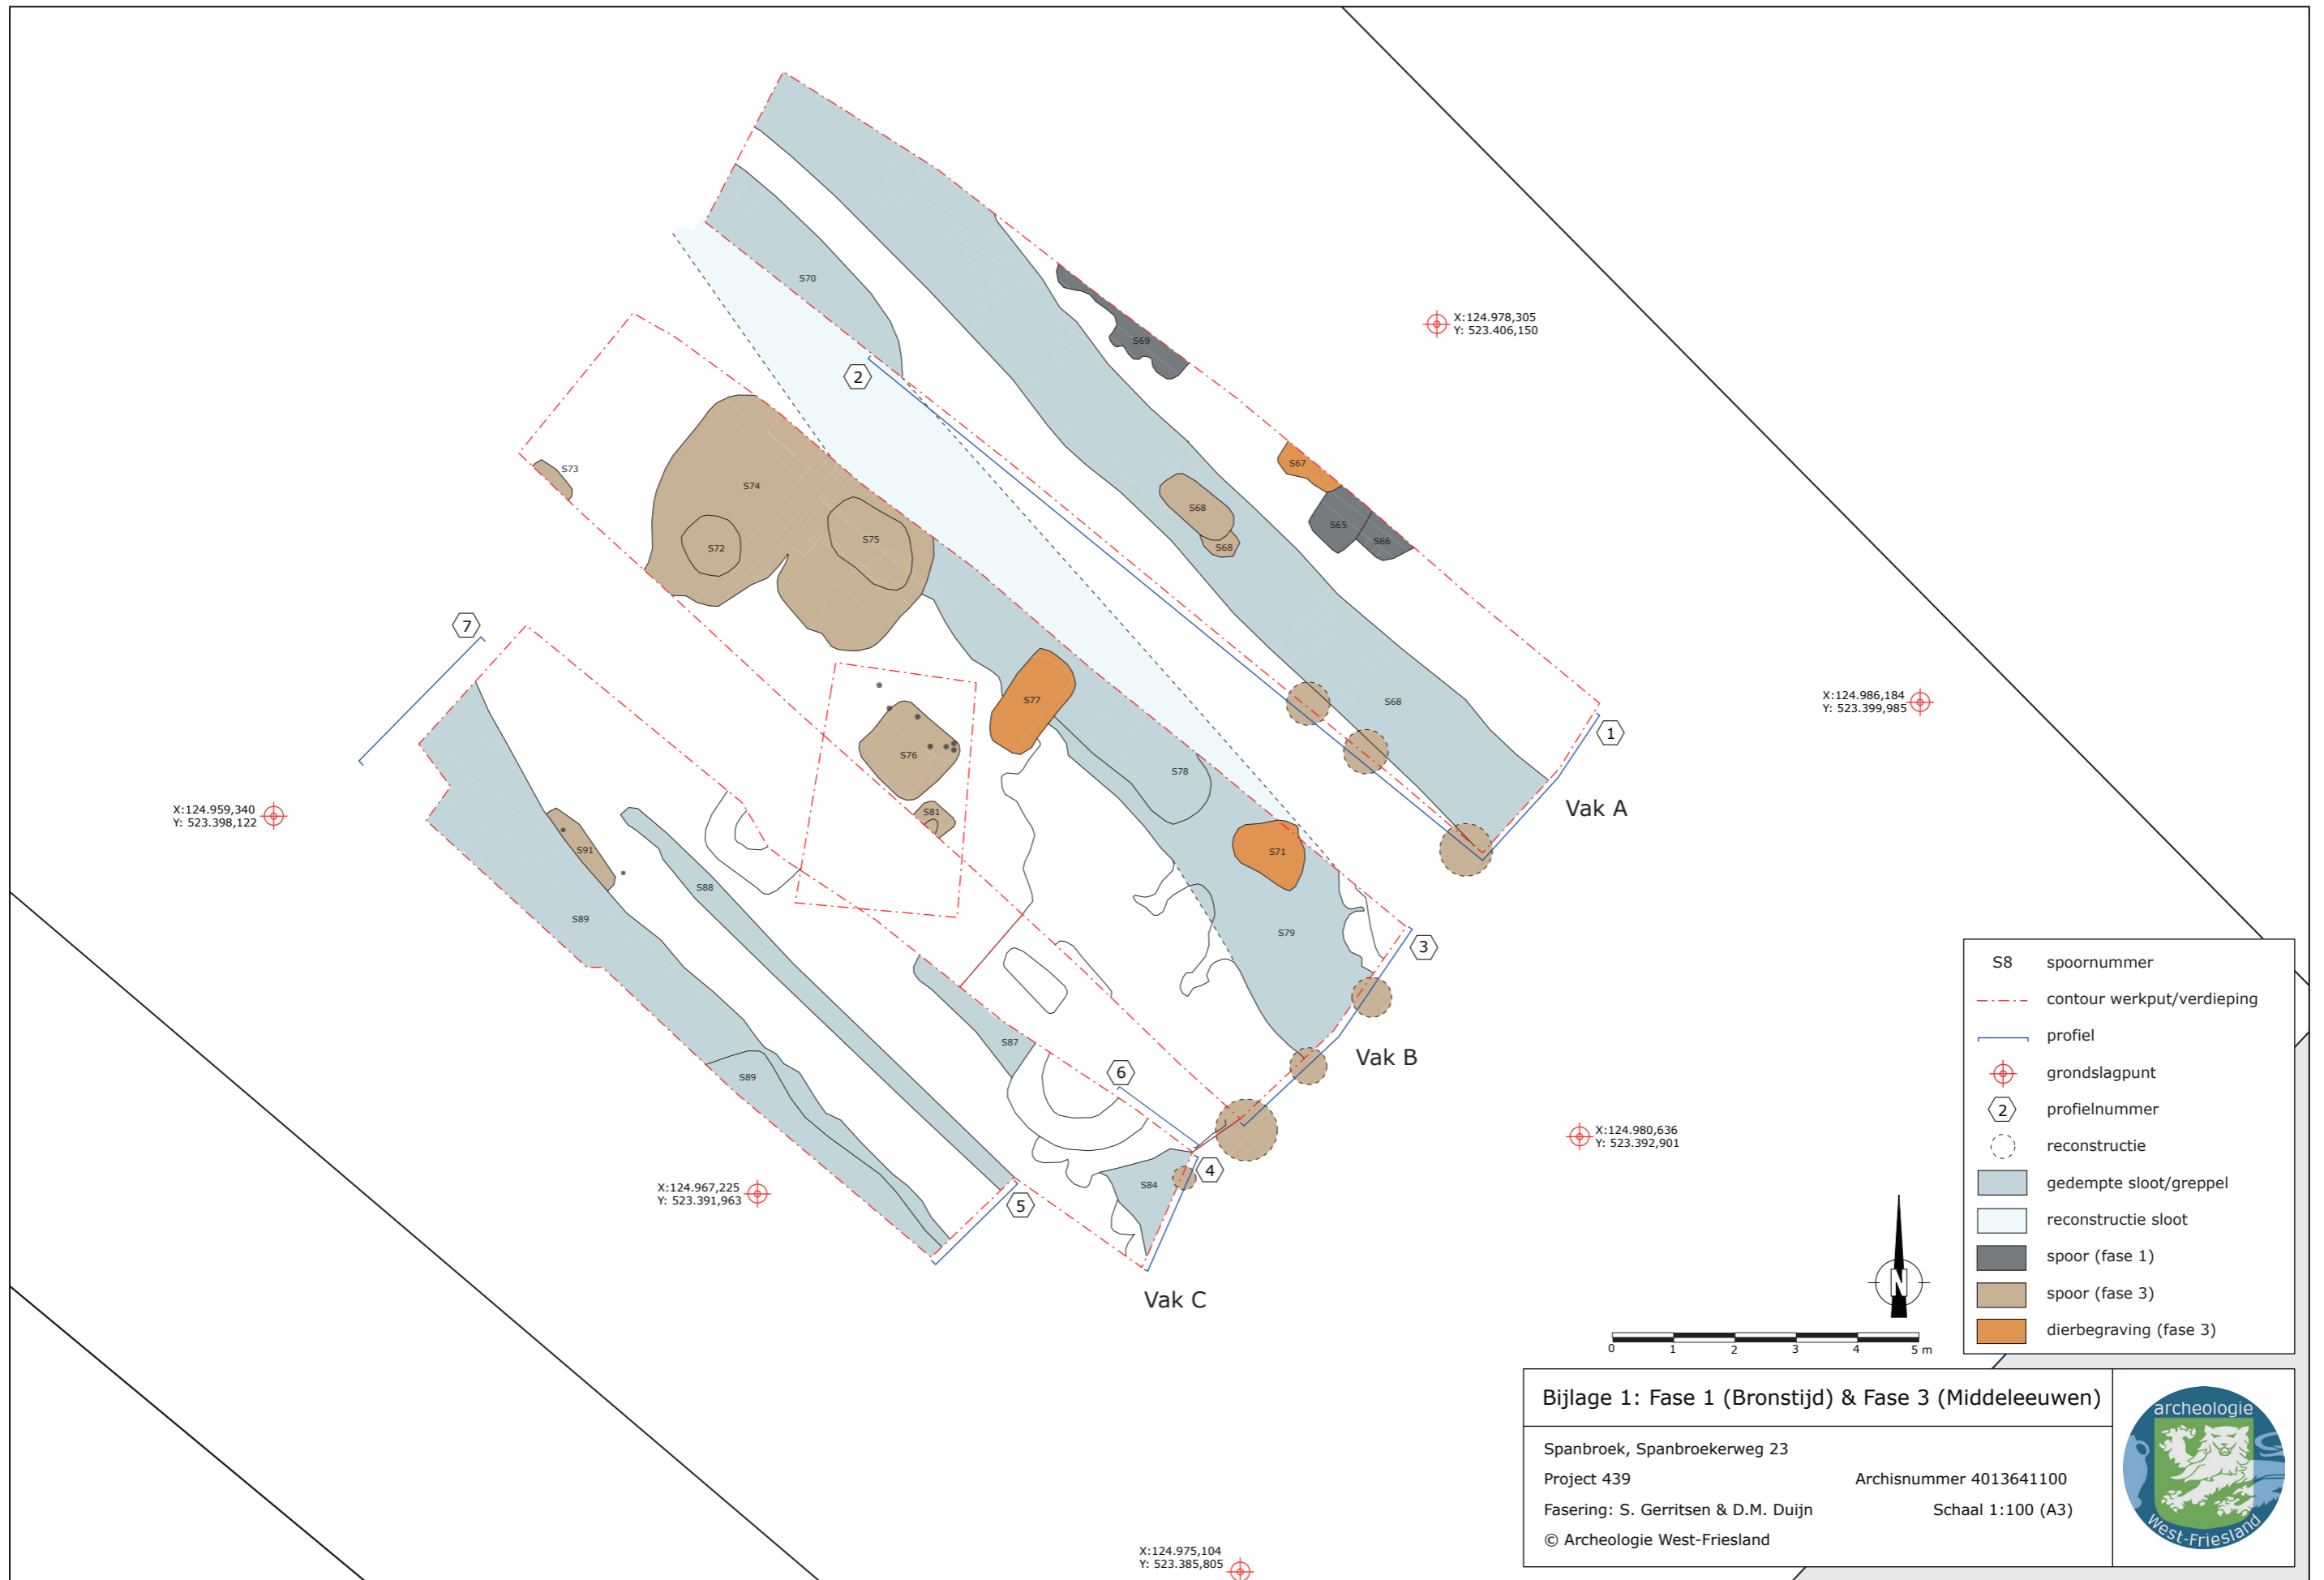 S70
2
S69
X:124.978,305
Y: 523.406,150
S67
S73
S74
S68
S65
S66
S72
S75
S68
7
S77
S68
X:124.986,184
Y: 523.399,985
1
S76
S78
Vak A
X:124.959,340
Y: 523.398,122
S81
S91
S71
S88
S89
S79
3
S87
Vak B
6
S89
X:124.980,636
Y: 523.392,901
4
S84
X:124.967,225
Y: 523.391,963
5
Vak C
S8 spoornummer
contour werkput/verdieping
profiel
grondslagpunt
2 profielnummer
reconstructie
gedempte sloot/greppel
reconstructie sloot
spoor (fase 1)
spoor (fase 3)
dierbegraving (fase 3)
N
0 1 2 3 4 5 m
Bijlage 1: Fase 1 (Bronstijd) & Fase 3 (Middeleeuwen)
Spanbroek, Spanbroekerweg 23
Project 439 Archisnummer 4013641100
Fasering: S. Gerritsen & D.M. Duijn Schaal 1:100 (A3)
© Archeologie West-Friesland
archeologie
West-Friesland
X:124.975,104
Y: 523.385,805